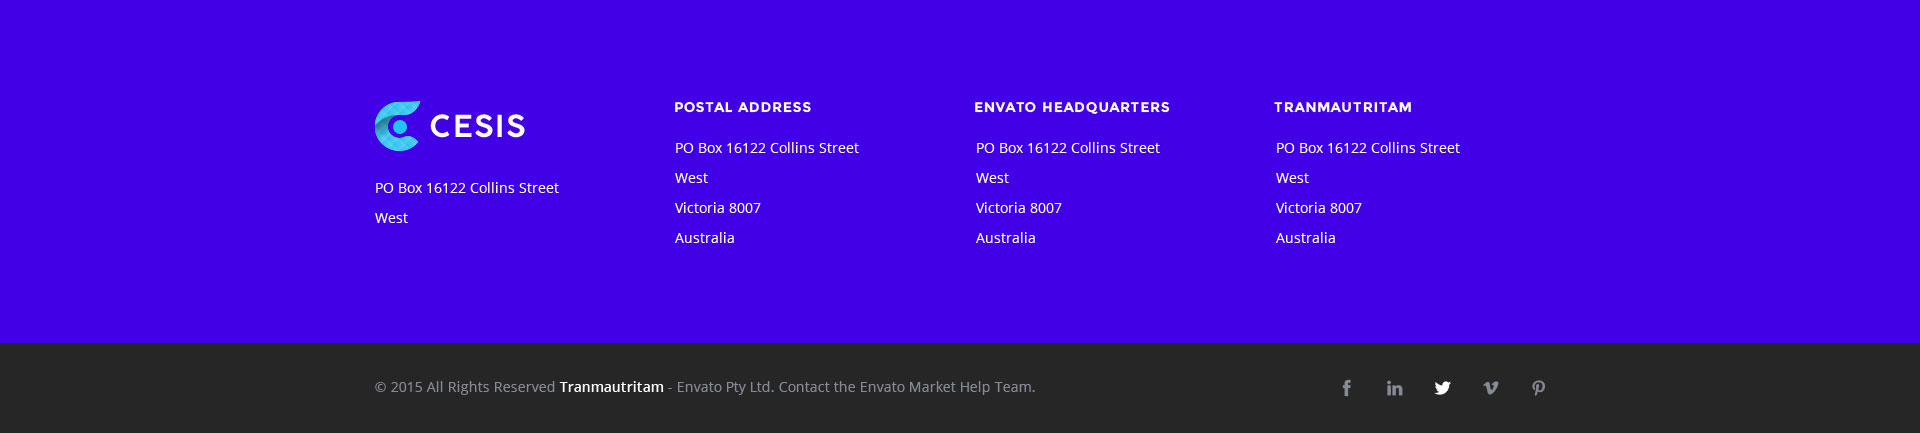 CESIS
PO Box 16122 Collins Street
West
POSTAL ADDRESS
PO Box 16122 Collins Street
West
Victoria 8007
Australia
ENVATO HEADQUARTERS
PO Box 16122 Collins Street
West
Victoria 8007
Australia
TRANMAUTRITAM
PO Box 16122 Collins Street
West
Victoria 8007
Australia
© 2015 All Rights Reserved Tranmautritam - Envato Pty Ltd. Contact the Envato Market Help Team.